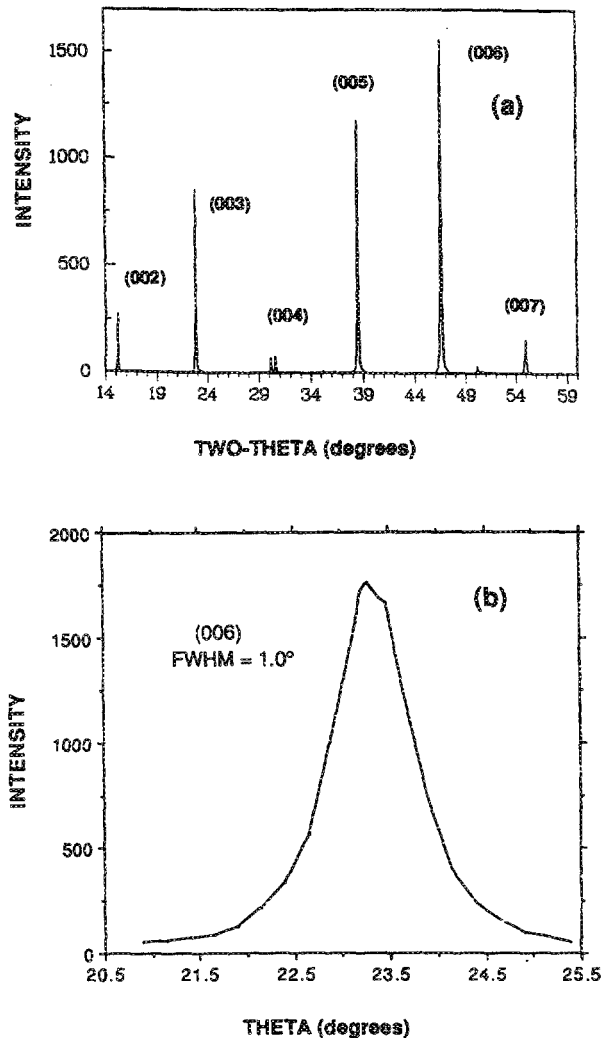 1500
1000
500
0
INTENSITY
(002)
(003)
(004)
(005)
(006)
(007)
(a)
14 19 24 29 34 39 44 49 54 59
TWO-THETA (degrees)
2000
1500
1000
500
0
INTENSITY
(006)
FWHM = 1.0°
(b)
20.5 21.5 22.5 23.5 24.5 25.5
THETA (degrees)